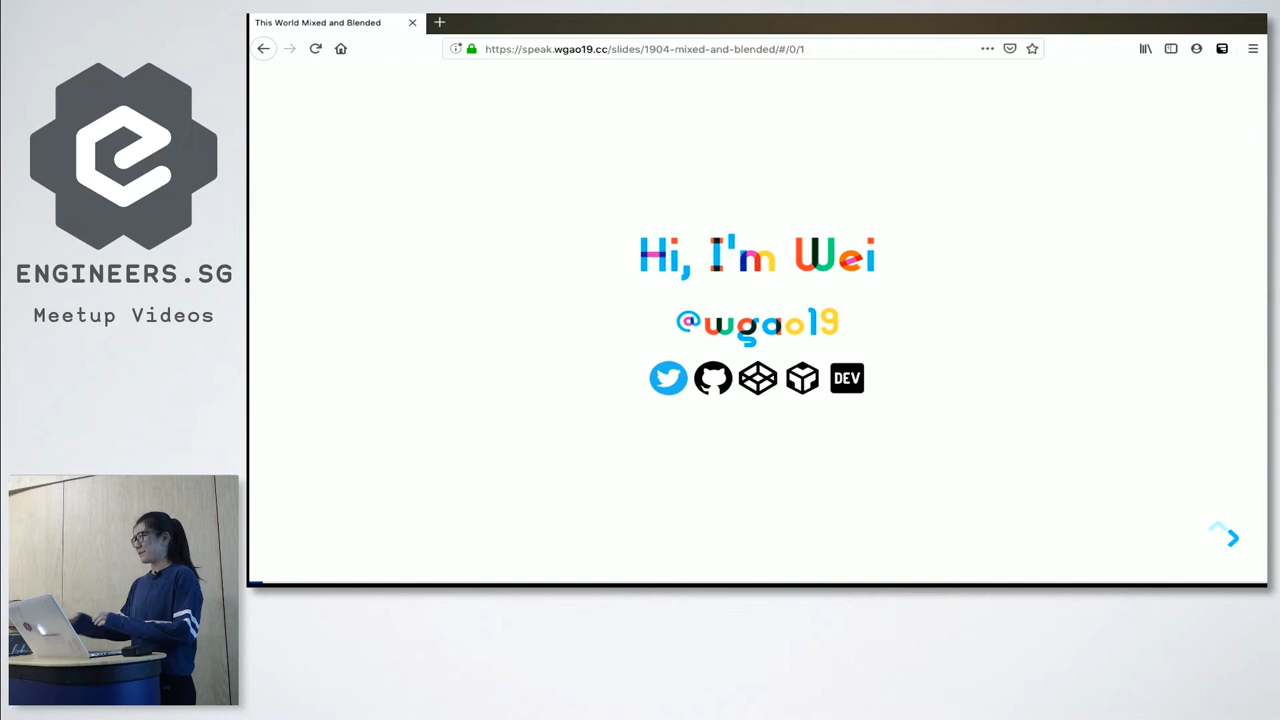 This World Mixed and Blended
https://speak.wgao19.cc/slides/1904-mixed-and-blended/#/0/1
ENGINEERS.SG
Meetup Videos
Hi, I'm Wei
@wgao19
DEV